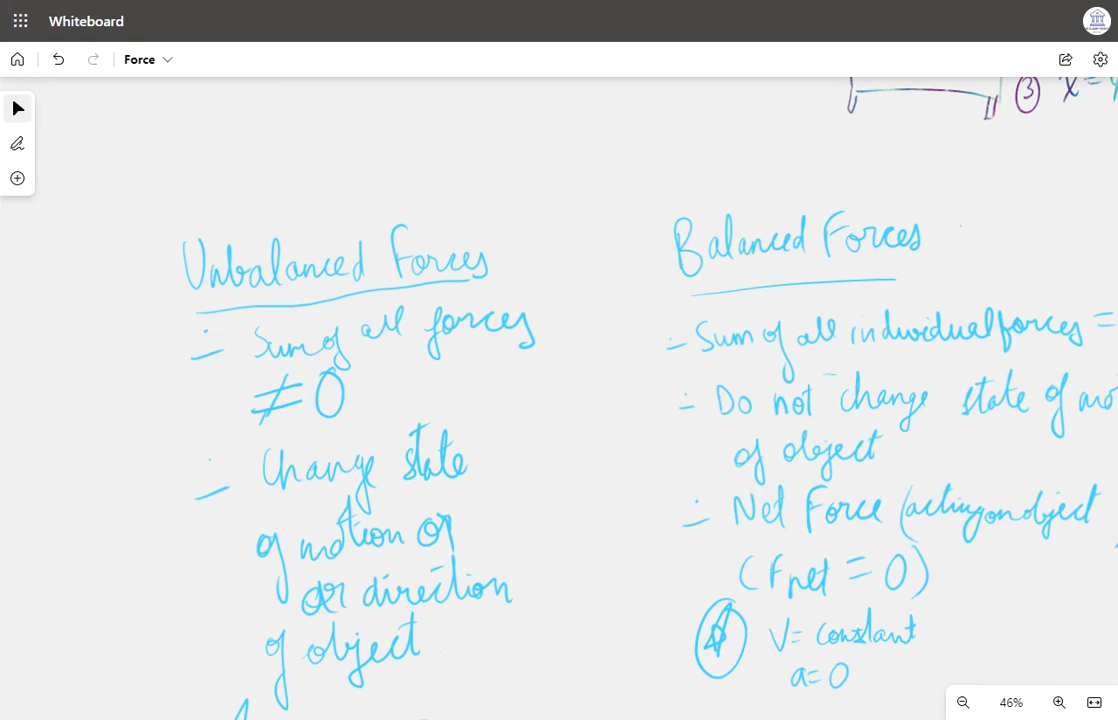 Whiteboard
Force
③ x =
Unbalanced Forces
- Sum of all forces
≠ 0
- Change state
of motion or
or direction
of object
Balanced Forces
- Sum of all individual forces =
- Do not change state of mo
of object
- Net Force (acting on object
(Fnet = 0)
V = constant
a = 0
46%